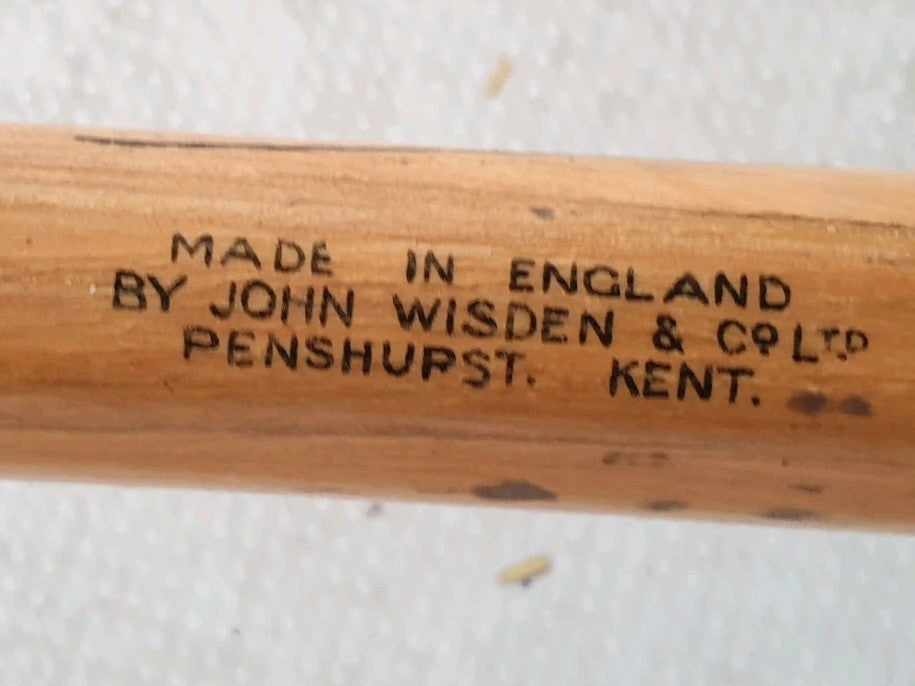 MADE IN ENGLAND
BY JOHN WISDEN & Cº LTD
PENSHURST. KENT.